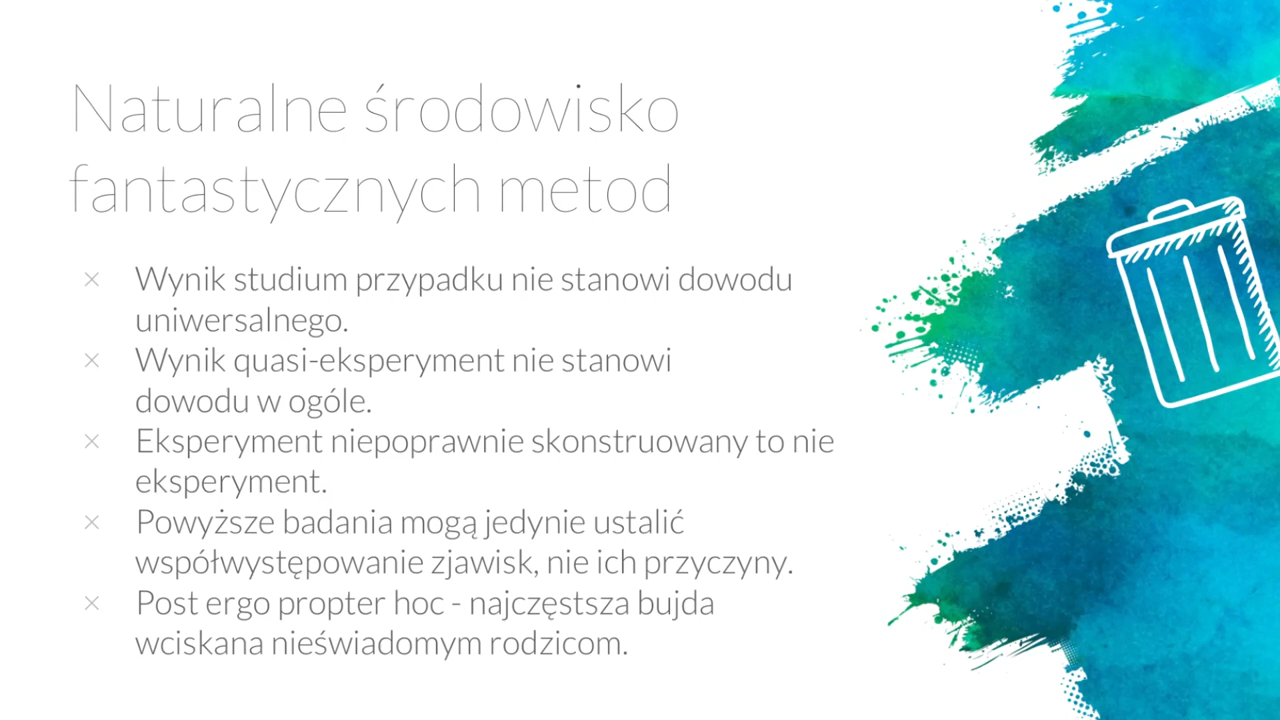 Naturalne środowisko
fantastycznych metod
× Wynik studium przypadku nie stanowi dowodu
uniwersalnego.
× Wynik quasi-eksperyment nie stanowi
dowodu w ogóle.
× Eksperyment niepoprawnie skonstruowany to nie
eksperyment.
× Powyższe badania mogą jedynie ustalić
współwystępowanie zjawisk, nie ich przyczyny.
× Post ergo propter hoc - najczęstsza bujda
wciskana nieświadomym rodzicom.